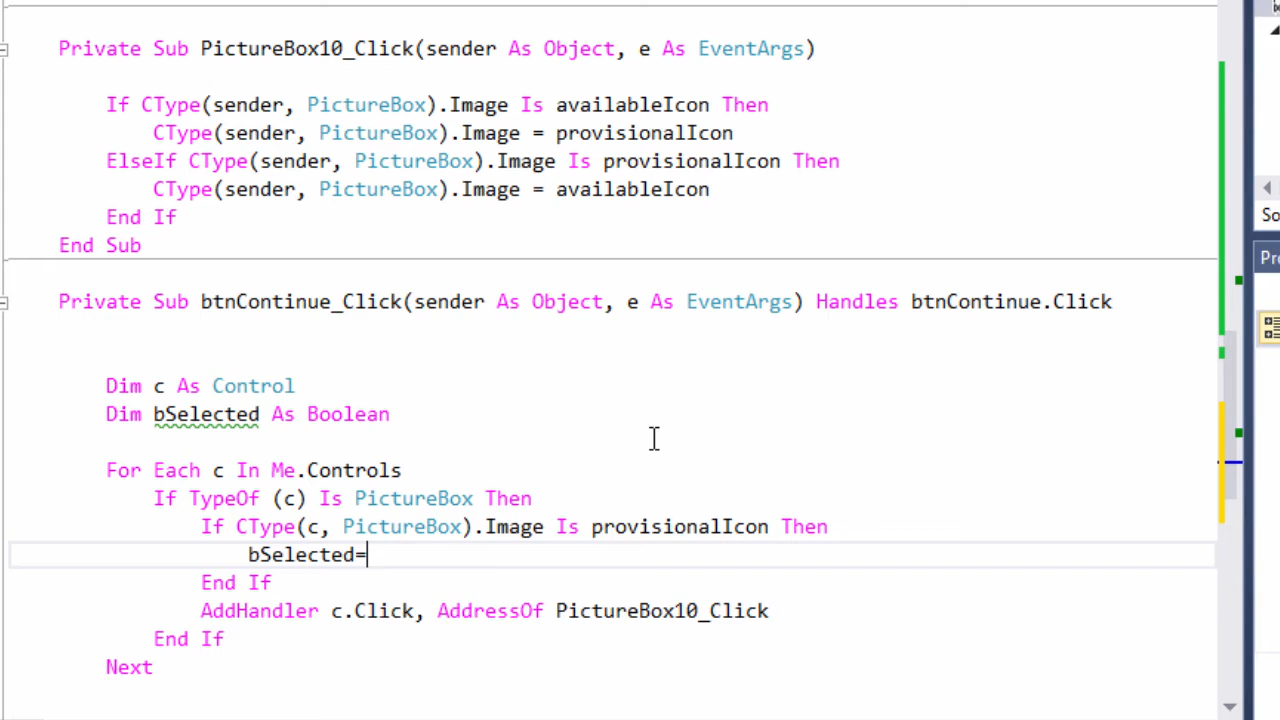 Private Sub PictureBox10_Click(sender As Object, e As EventArgs)
If CType(sender, PictureBox).Image Is availableIcon Then
CType(sender, PictureBox).Image = provisionalIcon
ElseIf CType(sender, PictureBox).Image Is provisionalIcon Then
CType(sender, PictureBox).Image = availableIcon
End If
End Sub
Private Sub btnContinue_Click(sender As Object, e As EventArgs) Handles btnContinue.Click
Dim c As Control
Dim bSelected As Boolean
For Each c In Me.Controls
If TypeOf (c) Is PictureBox Then
If CType(c, PictureBox).Image Is provisionalIcon Then
bSelected=
End If
AddHandler c.Click, AddressOf PictureBox10_Click
End If
Next
So
Pr